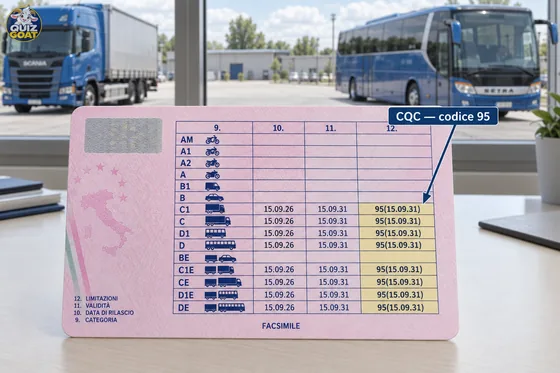 QUIZ
GOAT
SCANIA
SETRA
CQC — codice 95
9. 10. 11. 12.
AM
A1
A2
A
B1
B
C1 15.09.26 15.09.31 95(15.09.31)
C 15.09.26 15.09.31 95(15.09.31)
D1 15.09.26 15.09.31 95(15.09.31)
D 15.09.26 15.09.31 95(15.09.31)
BE
C1E 15.09.26 15.09.31 95(15.09.31)
CE 15.09.26 15.09.31 95(15.09.31)
D1E 15.09.26 15.09.31 95(15.09.31)
DE 15.09.26 15.09.31 95(15.09.31)
12. LIMITAZIONI
11. VALIDITÀ
10. DATA DI RILASCIO
9. CATEGORIA
FACSIMILE